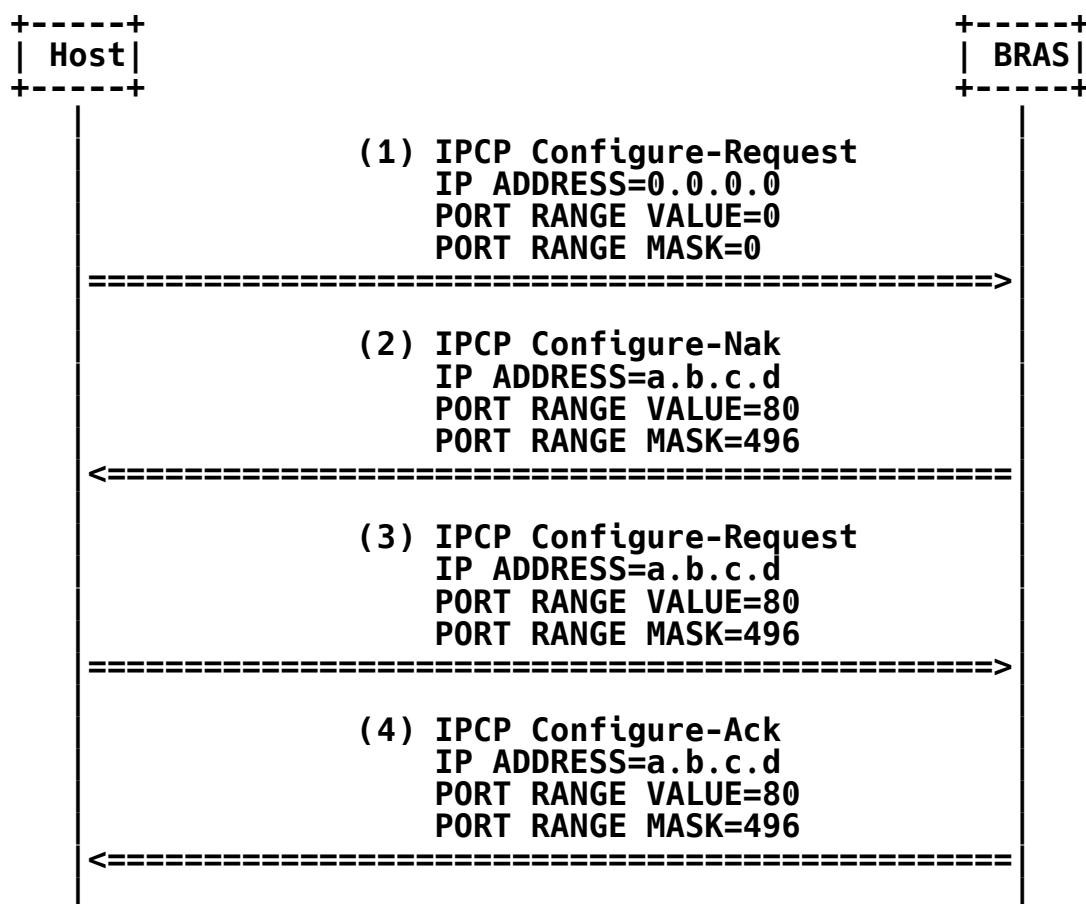 +-----+ +-----+
| Host| | BRAS|
+-----+ +-----+
(1) IPCP Configure-Request
IP ADDRESS=0.0.0.0
PORT RANGE VALUE=0
PORT RANGE MASK=0
===============================================>
(2) IPCP Configure-Nak
IP ADDRESS=a.b.c.d
PORT RANGE VALUE=80
PORT RANGE MASK=496
<===============================================
(3) IPCP Configure-Request
IP ADDRESS=a.b.c.d
PORT RANGE VALUE=80
PORT RANGE MASK=496
===============================================>
(4) IPCP Configure-Ack
IP ADDRESS=a.b.c.d
PORT RANGE VALUE=80
PORT RANGE MASK=496
<===============================================